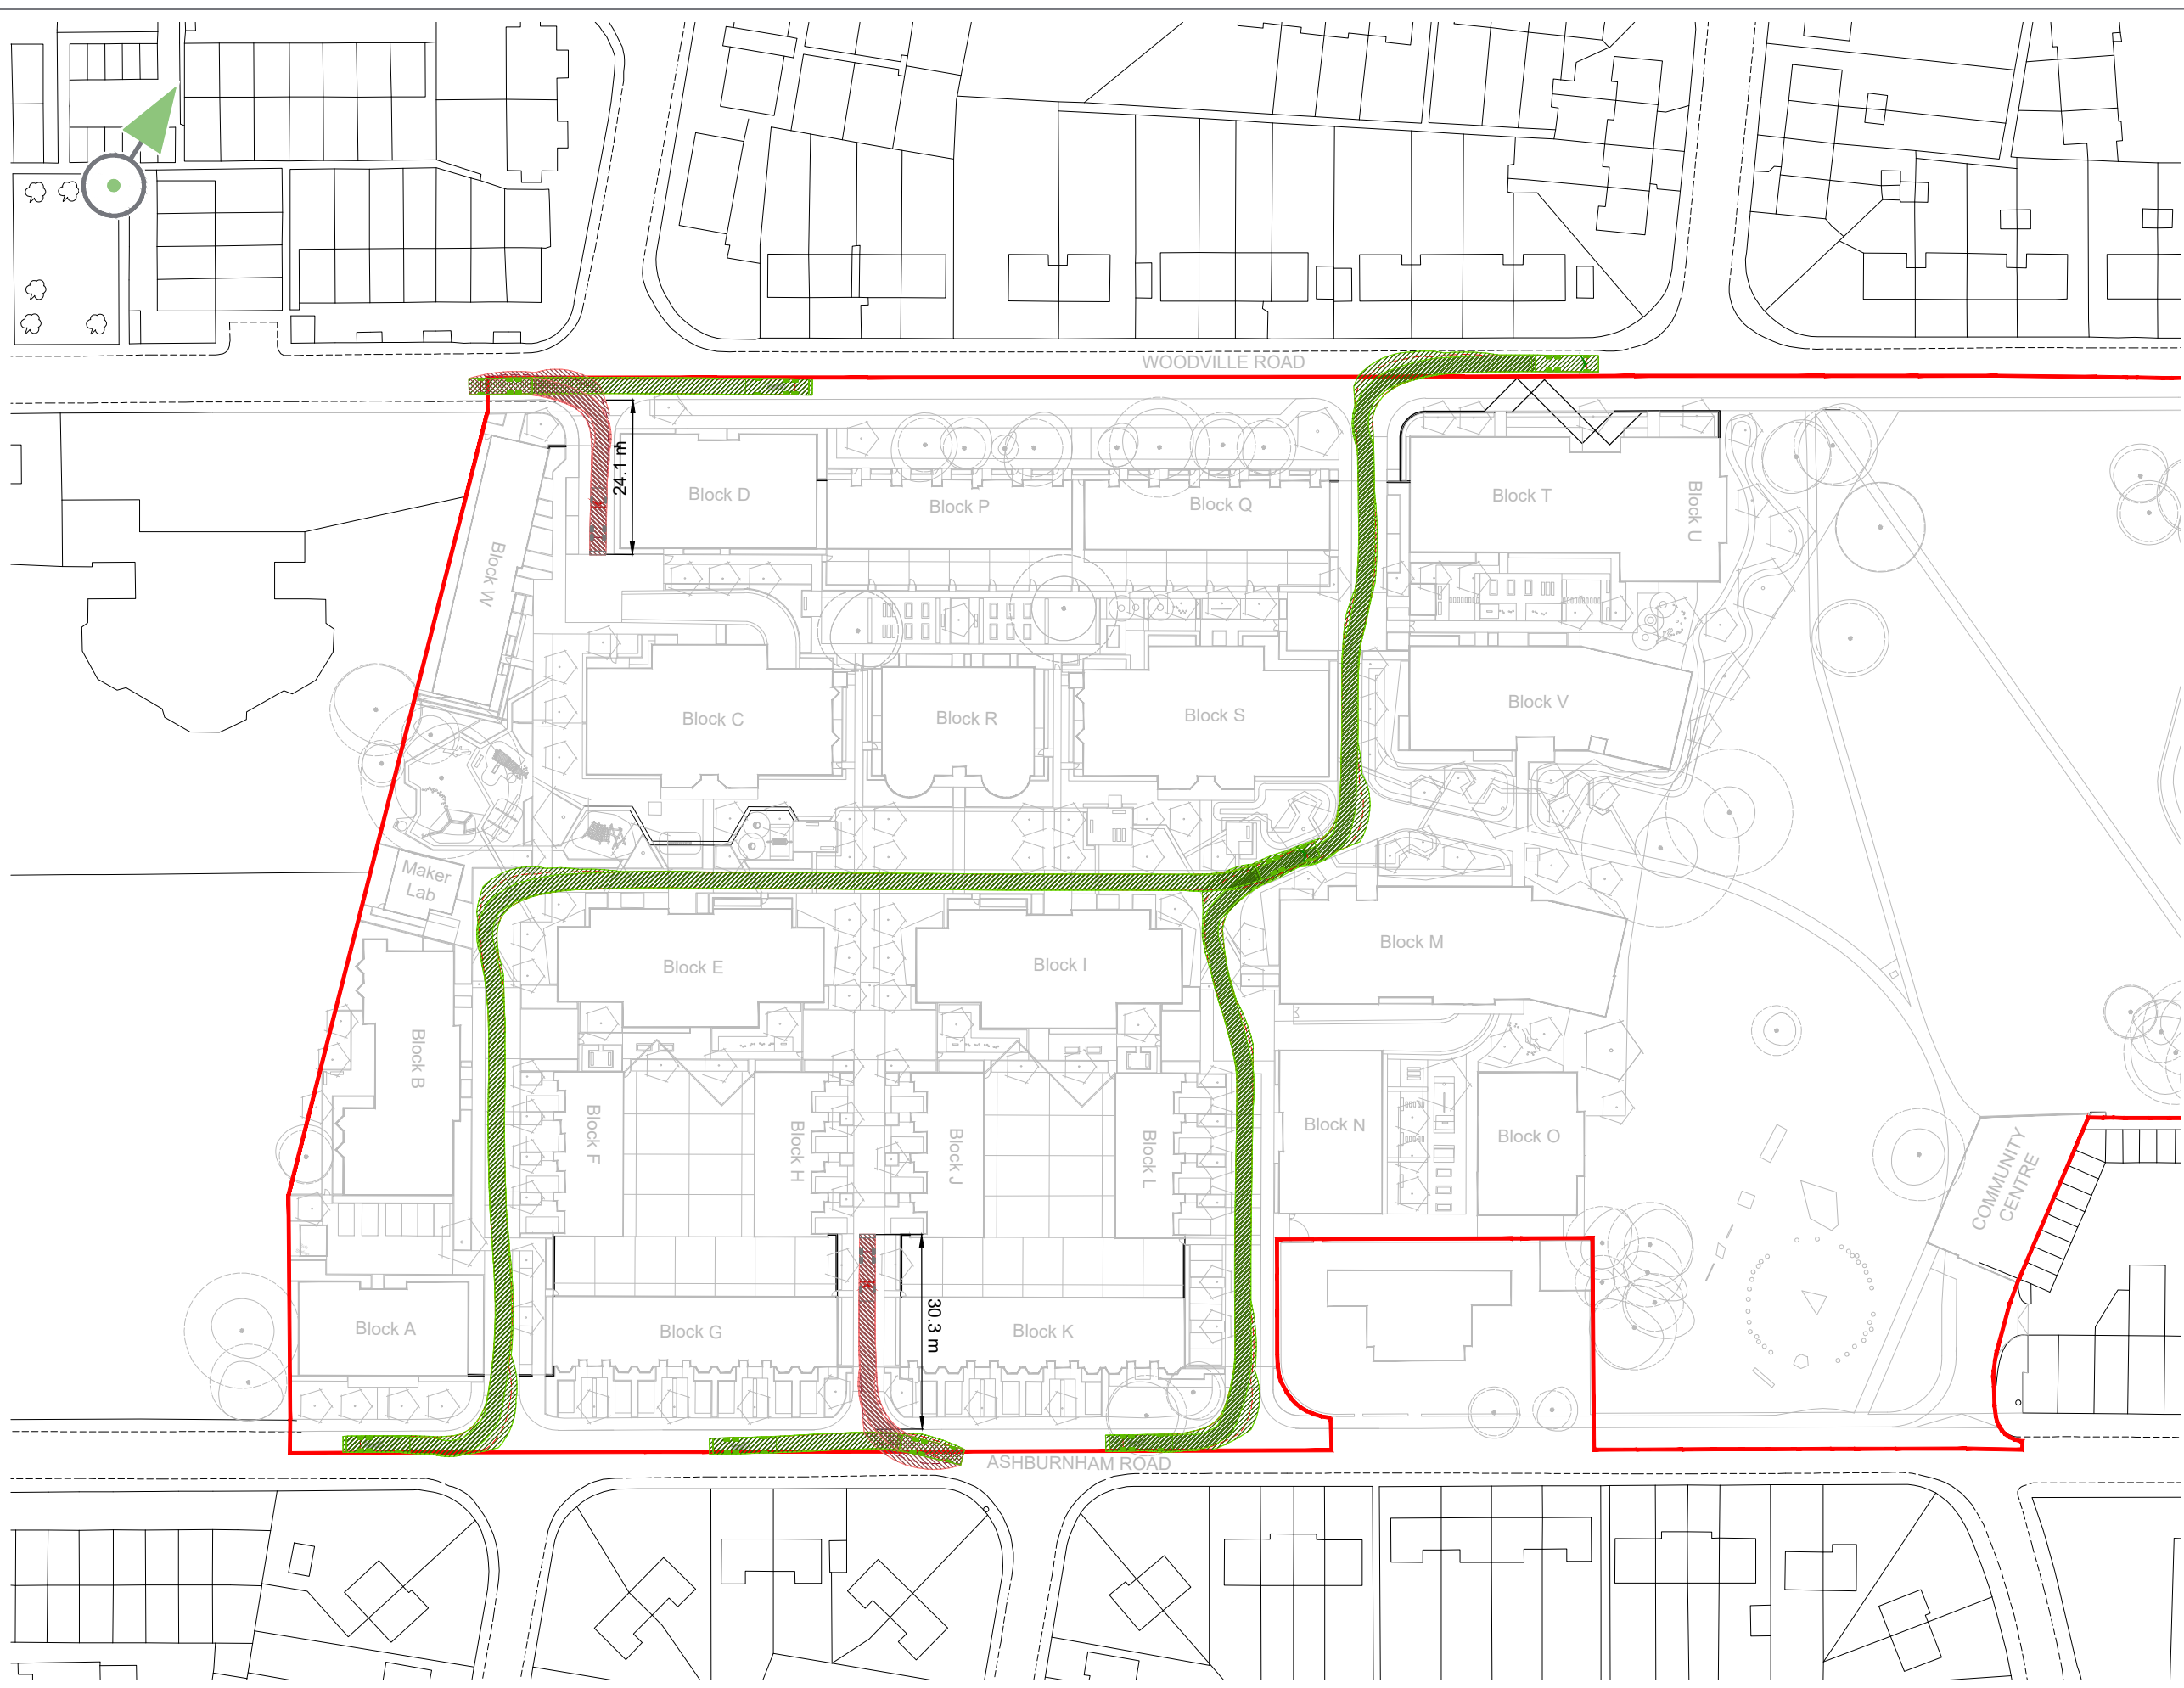 WOODVILLE ROAD
24.1 m
Block D
Block P
Block Q
Block T
Block U
Block W
Block C
Block R
Block S
Block V
Maker
Lab
Block E
Block I
Block M
Block B
Block F
Block H
Block J
Block L
Block N
Block O
COMMUNITY
CENTRE
Block A
Block G
30.3 m
Block K
ASHBURNHAM ROAD